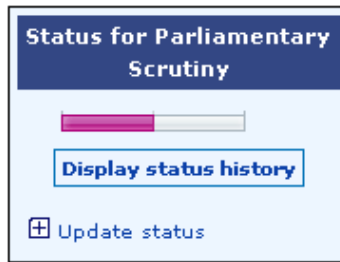 Status for Parliamentary
Scrutiny
Display status history
Update status